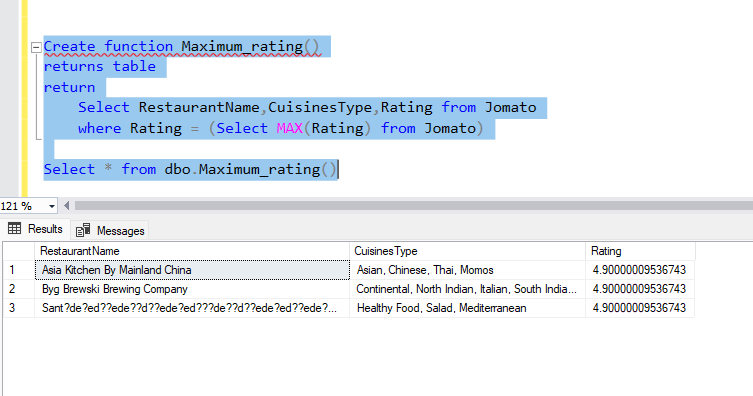 Create function Maximum_rating()
returns table
return
Select RestaurantName,CuisinesType,Rating from Jomato
where Rating = (Select MAX(Rating) from Jomato)
Select * from dbo.Maximum_rating()
121 %
Results Messages
RestaurantName CuisinesType Rating
1 Asia Kitchen By Mainland China Asian, Chinese, Thai, Momos 4.90000009536743
2 Byg Brewski Brewing Company Continental, North Indian, Italian, South India... 4.90000009536743
3 Sant?de?ed??ede??d??ede?ed???de??d??ede?ed??ede?... Healthy Food, Salad, Mediterranean 4.90000009536743